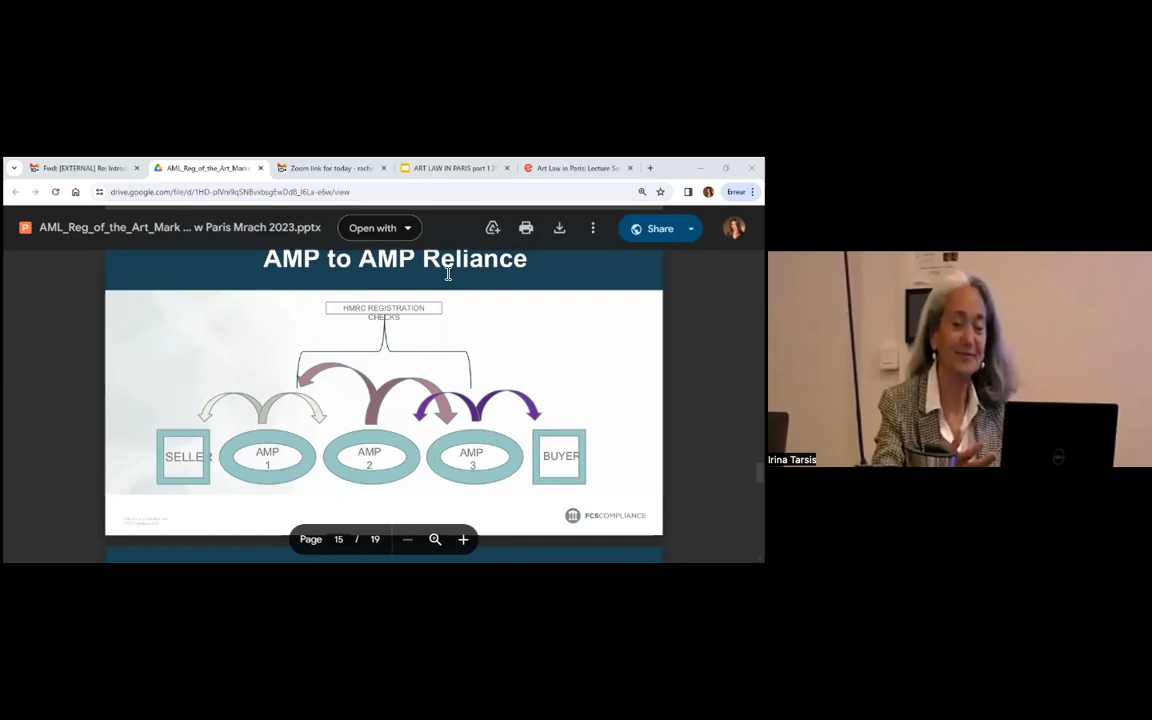 Fwd: [EXTERNAL] Re: Introd
AML_Reg_of_the_Art_Mark
Zoom link for today - rache
ART LAW IN PARIS part 1 2
Art Law in Paris: Lecture Se
drive.google.com/file/d/1HD-pIVni9qSNBvxbsgEwDd8_I6La-e6w/view
Erreur
AML_Reg_of_the_Art_Mark ... w Paris Mrach 2023.pptx
Open with
Share
AMP to AMP Reliance
HMRC REGISTRATION
CHECKS
SELLER
AMP
1
AMP
2
AMP
3
BUYER
FCSCOMPLIANCE
Page 15 / 19
Irina Tarsis